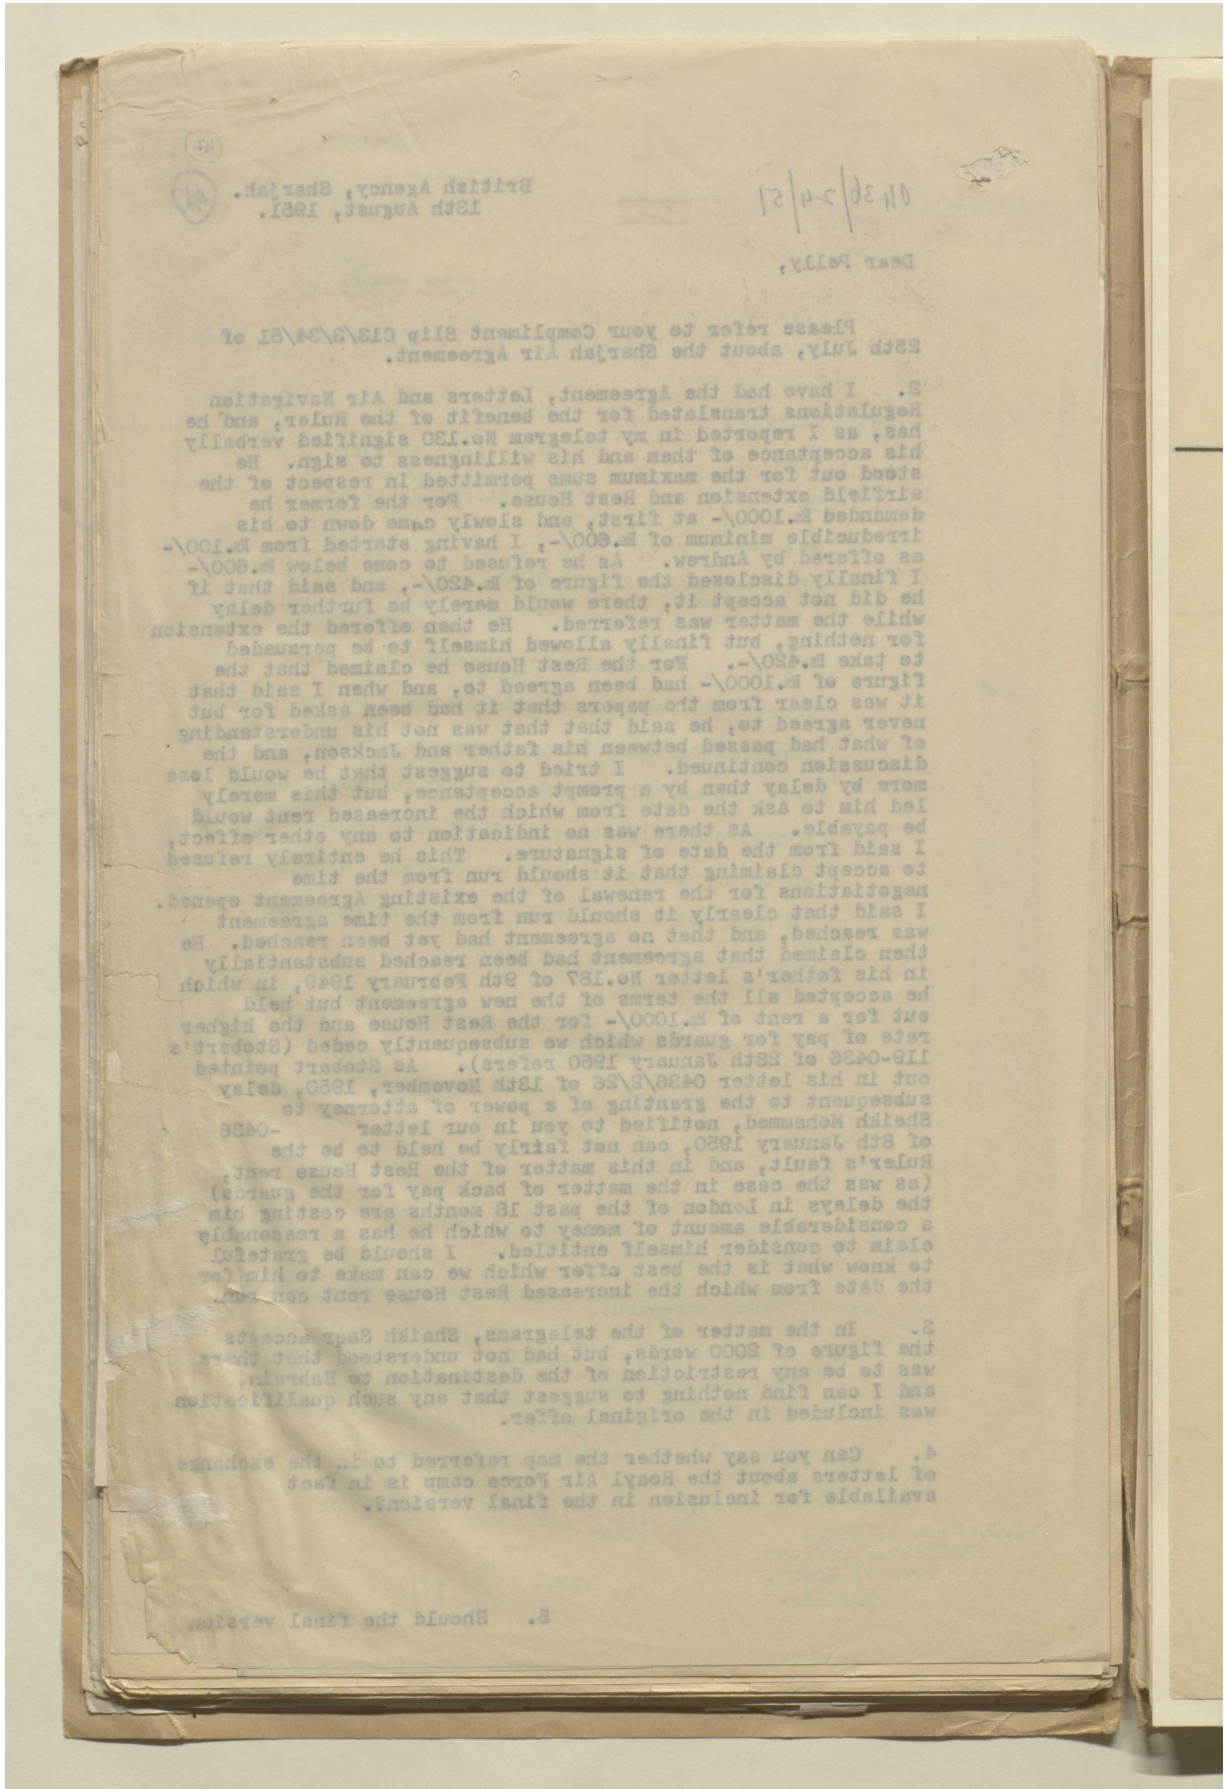 42
0436/24/51
British Agency, Sharjah.
13th August, 1951.
Dear Pelly,
Please refer to your Compliment Slip C13/3/34/51 of
25th July, about the Sharjah Air Agreement.
2. I have had the Agreement, Letters and Air Navigation
Regulations translated for the benefit of the Ruler, and he
has, as I reported in my telegram No.130 signified verbally
his acceptance of them and his willingness to sign. He
stood out for the maximum sums permitted in respect of the
airfield extension and Rest House. For the former he
demanded Rs.1000/- at first, and slowly came down to his
irreducible minimum of Rs.600/-, I having started from Rs.100/-
as offered by Andrew. As he refused to come below Rs.600/-
I finally disclosed the figure of Rs.420/-, and said that if
he did not accept it, there would merely be further delay
while the matter was referred. He then offered the extension
for nothing, but finally allowed himself to be persuaded
to take Rs.420/-. For the Rest House he claimed that the
figure of Rs.1000/- had been agreed to, and when I said that
it was clear from the papers that it had been asked for but
never agreed to, he said that that was not his understanding
of what had passed between his father and Jackson, and the
discussion continued. I tried to suggest that he would lose
more by delay than by a prompt acceptance, but this merely
led him to ask the date from which the increased rent would
be payable. As there was no indication to any other effect,
I said from the date of signature. This he entirely refused
to accept claiming that it should run from the time
negotiations for the renewal of the existing Agreement opened.
I said that clearly it should run from the time agreement
was reached, and that no agreement had yet been reached. He
then claimed that agreement had been reached substantially
in his father's letter No.187 of 9th February 1949, in which
he accepted all the terms of the new agreement but held
out for a rent of Rs.1000/- for the Rest House and the higher
rate of pay for guards which we subsequently ceded (Stobart's
119-0436 of 28th January 1950 refers). As Stobart pointed
out in his letter 0436/2/26 of 13th November, 1950, delay
subsequent to the granting of a power of attorney to
Sheikh Mohammed, notified to you in our letter -0436
of 8th January 1950, can not fairly be held to be the
Ruler's fault, and in this matter of the Rest House rent,
(as was the case in the matter of back pay for the guards)
the delays in London of the past 18 months are costing him
a considerable amount of money to which he has a reasonably
claim to consider himself entitled. I should be grateful
to know what is the best offer which we can make to him for
the date from which the increased Rest House rent can run.
3. In the matter of the telegrams, Shaikh Saqr accepts
the figure of 2000 words, but had not understood that there
was to be any restriction of the destination to Bahrain,
and I can find nothing to suggest that any such qualification
was included in the original offer.
4. Can you say whether the map referred to in the exchange
of letters about the Roayl Air Force camp is in fact
available for inclusion in the final version?.
5. Should the final version